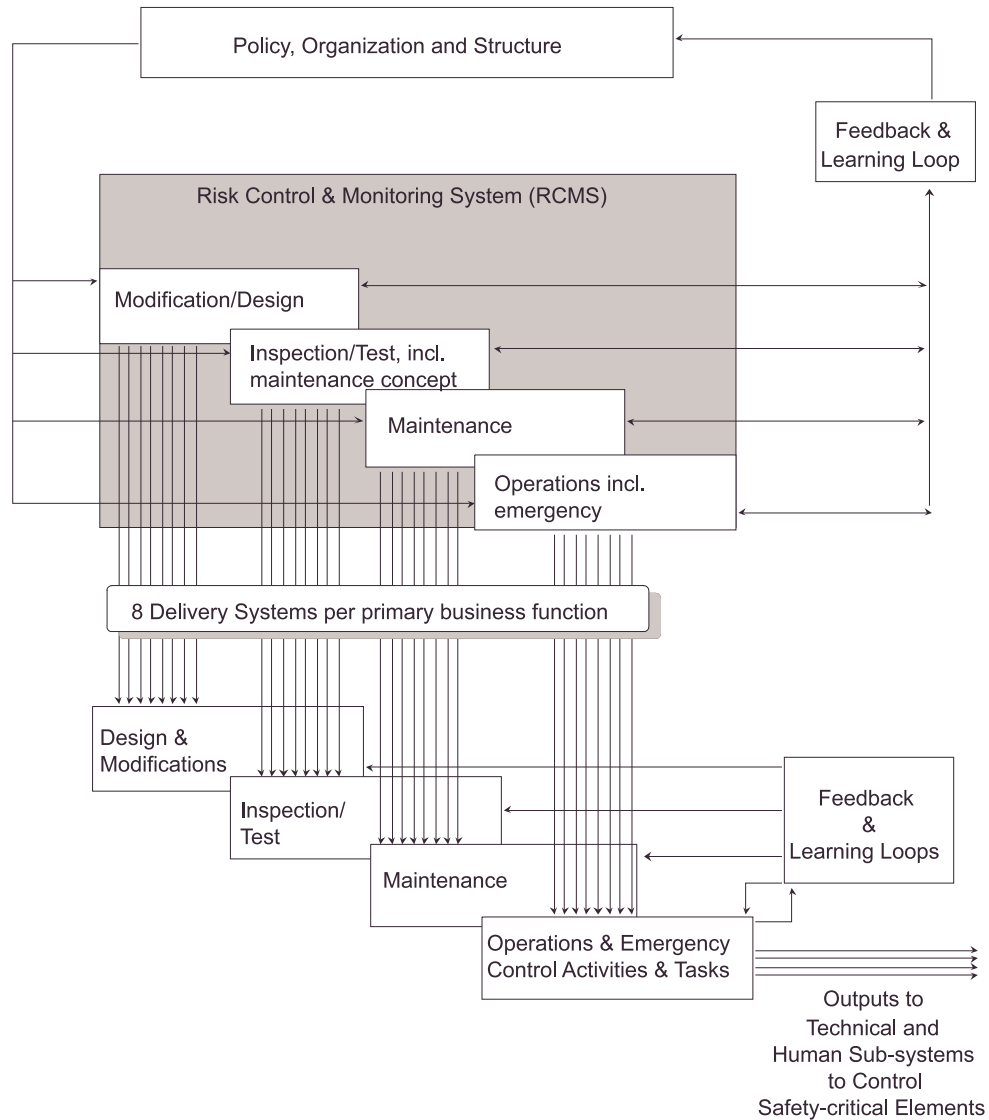 Policy, Organization and Structure
Feedback &
Learning Loop
Risk Control & Monitoring System (RCMS)
Modification/Design
Inspection/Test, incl.
maintenance concept
Maintenance
Operations incl.
emergency
8 Delivery Systems per primary business function
Design &
Modifications
Inspection/
Test
Maintenance
Operations & Emergency
Control Activities & Tasks
Feedback
&
Learning Loops
Outputs to
Technical and
Human Sub-systems
to Control
Safety-critical Elements